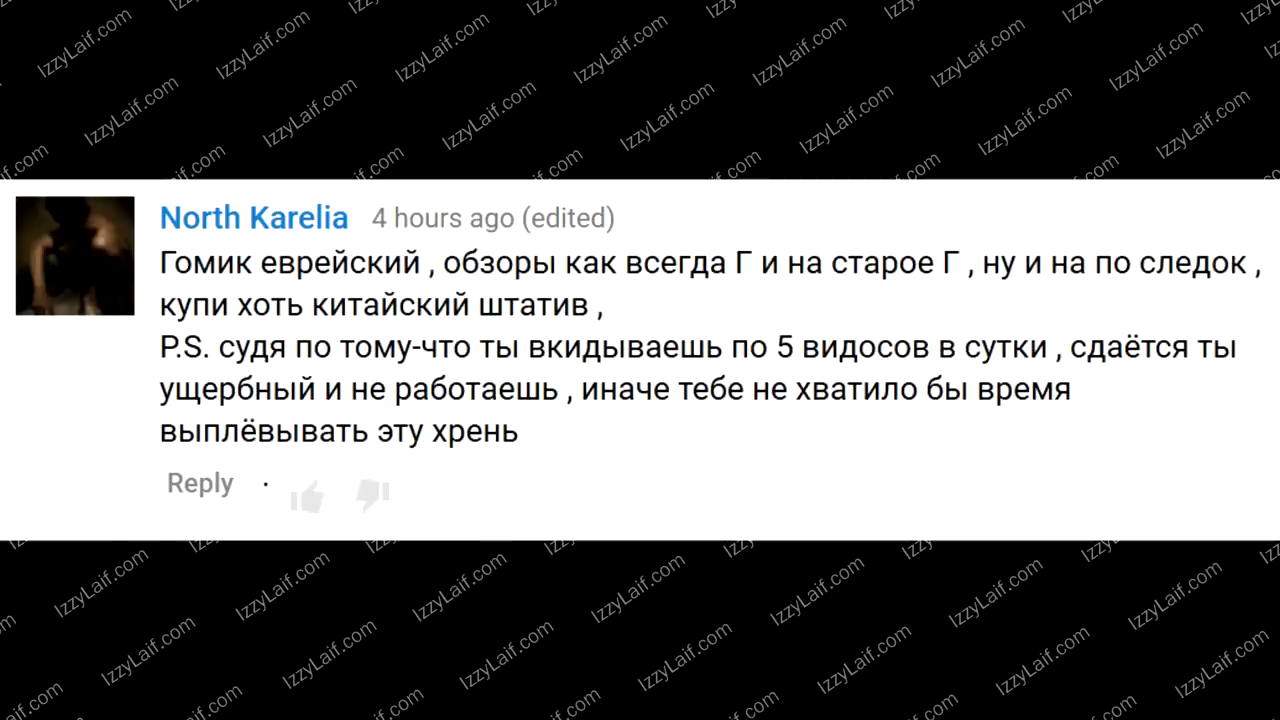 North Karelia 4 hours ago (edited)
Гомик еврейский , обзоры как всегда Г и на старое Г , ну и на по следок ,
купи хоть китайский штатив ,
P.S. судя по тому-что ты вкидываешь по 5 видосов в сутки , сдаётся ты
ущербный и не работаешь , иначе тебе не хватило бы время
выплёвывать эту хрень
Reply ·
IzzyLaif.com